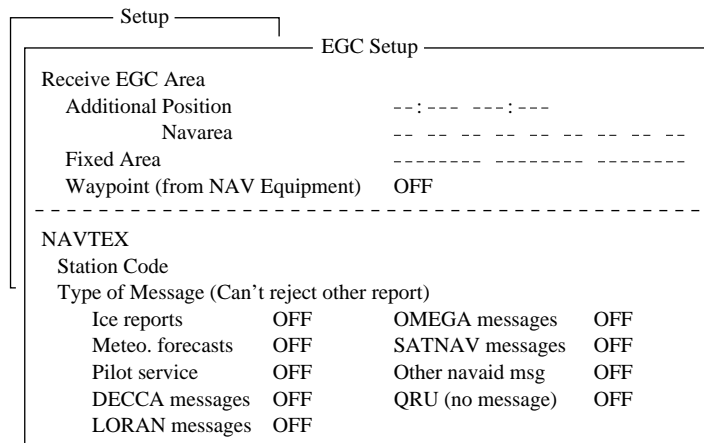 Setup
EGC Setup
Receive EGC Area
Additional Position --:--- ---:---
Navarea -- -- -- -- -- -- -- --
Fixed Area -------- -------- --------
Waypoint (from NAV Equipment) OFF
NAVTEX
Station Code
Type of Message (Can’t reject other report)
Ice reports OFF OMEGA messages OFF
Meteo. forecasts OFF SATNAV messages OFF
Pilot service OFF Other navaid msg OFF
DECCA messages OFF QRU (no message) OFF
LORAN messages OFF